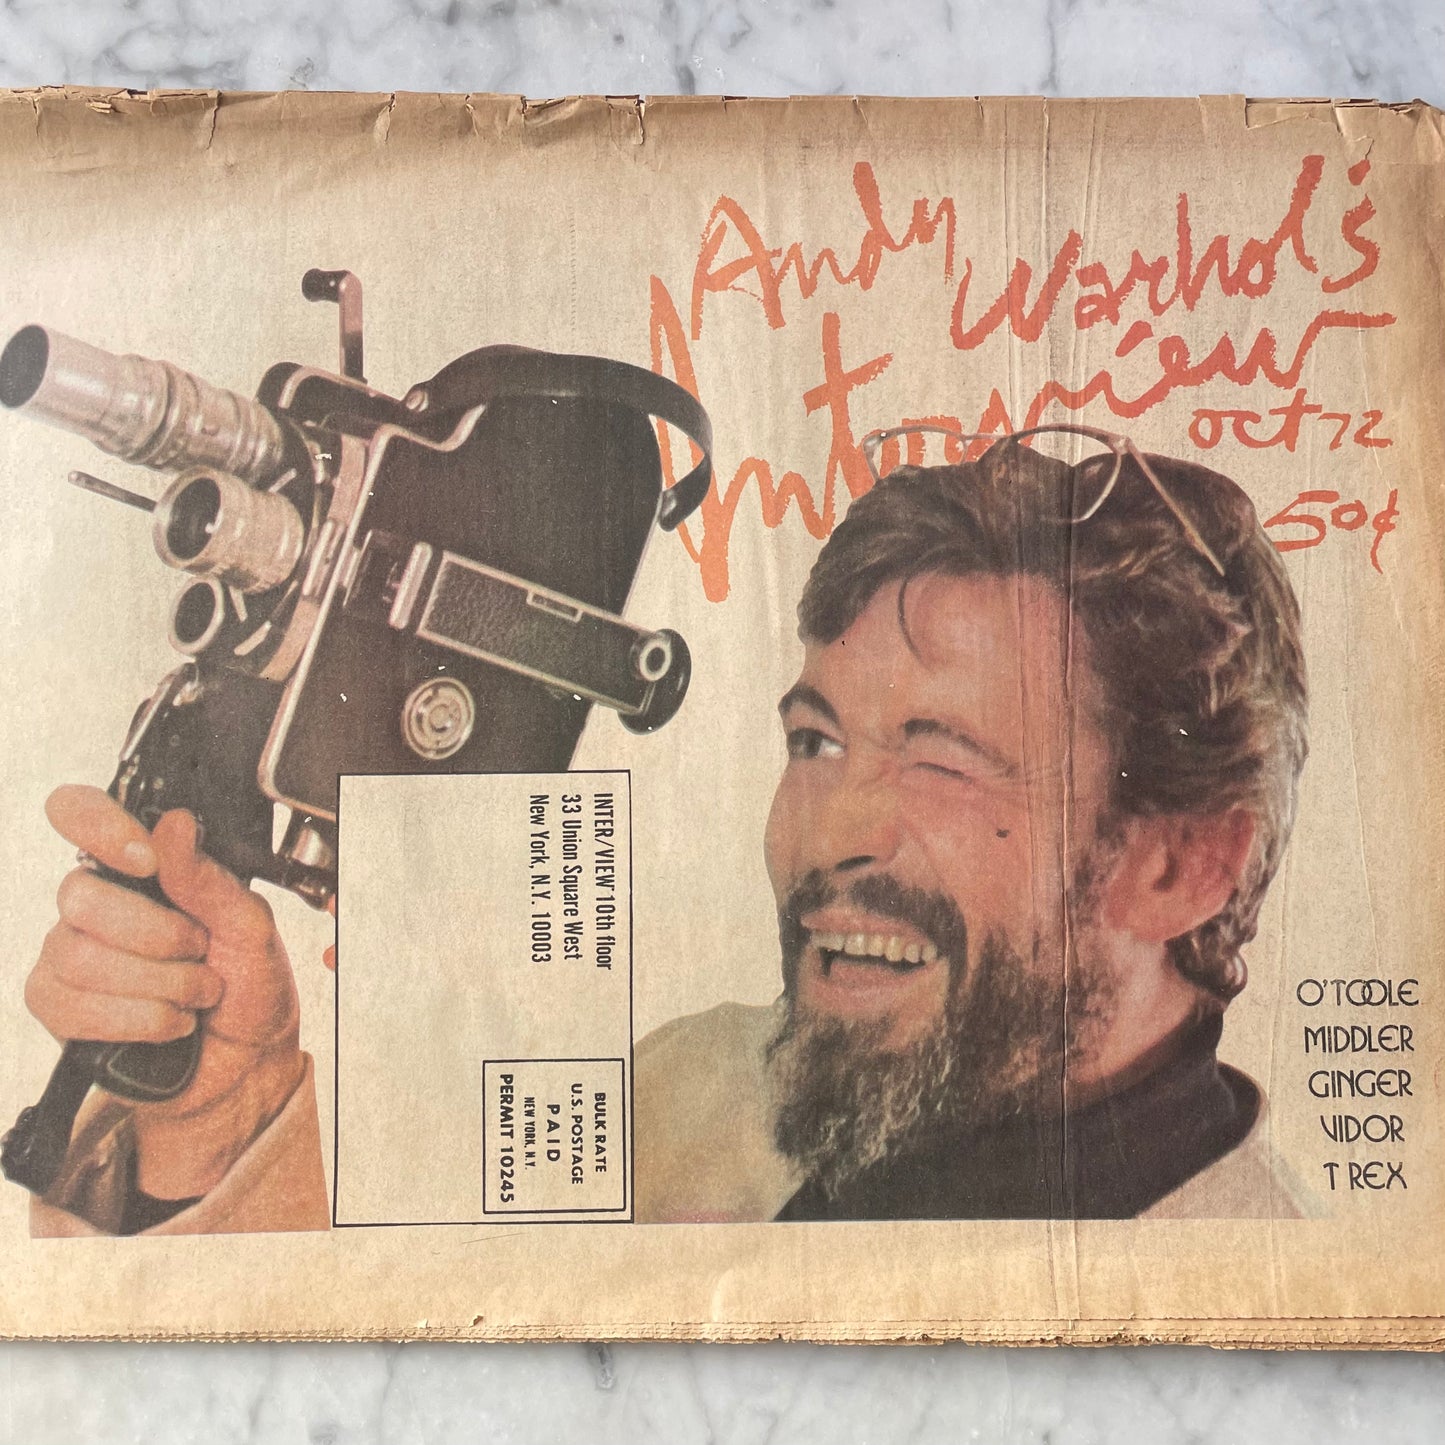 Andy Warhol's
Interview
oct 72
50¢
INTER/VIEW 10th floor
33 Union Square West
New York, N.Y. 10003
BULK RATE
U.S. POSTAGE
PAID
NEW YORK, N.Y.
PERMIT 10245
O'TOOLE
MIDDLER
GINGER
VIDOR
T REX